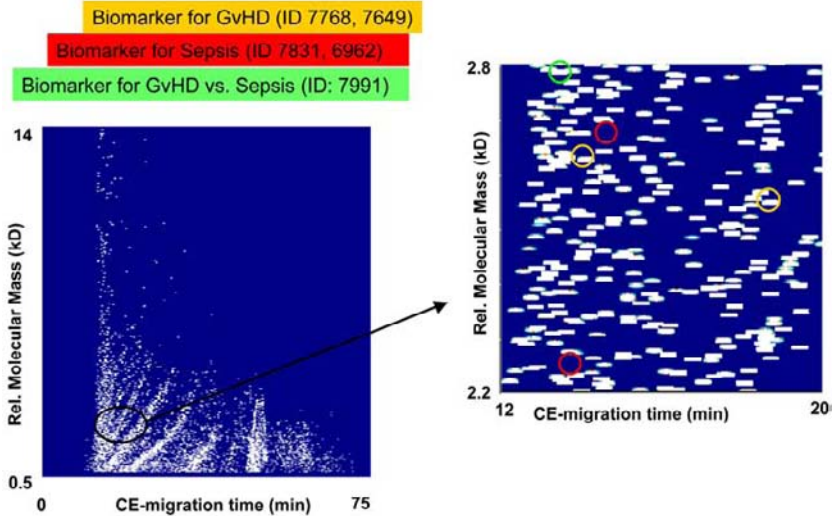 Biomarker for GvHD (ID 7768, 7649)
Biomarker for Sepsis (ID 7831, 6962)
Biomarker for GvHD vs. Sepsis (ID: 7991)
14
Rel. Molecular Mass (kD)
0.5
0
CE-migration time (min)
75
2.8
Rel. Molecular Mass (kD)
2.2
12
CE-migration time (min)
20